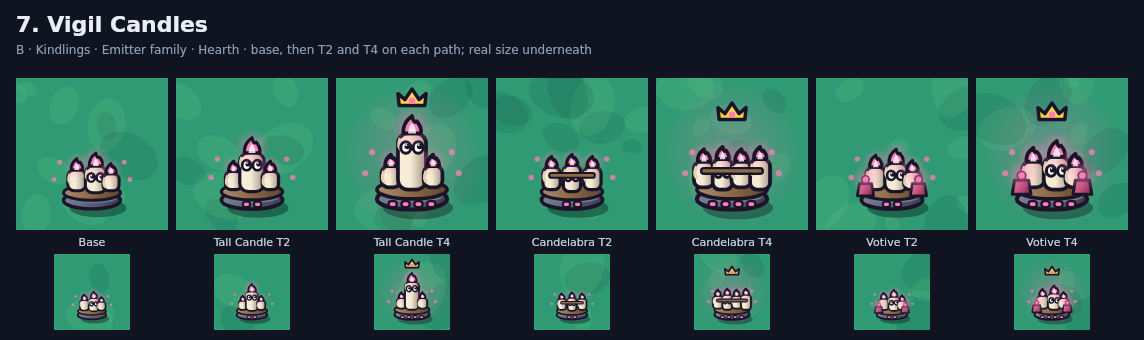 7. Vigil Candles
B · Kindlings · Emitter family · Hearth · base, then T2 and T4 on each path; real size underneath
Base
Tall Candle T2
Tall Candle T4
Candelabra T2
Candelabra T4
Votive T2
Votive T4